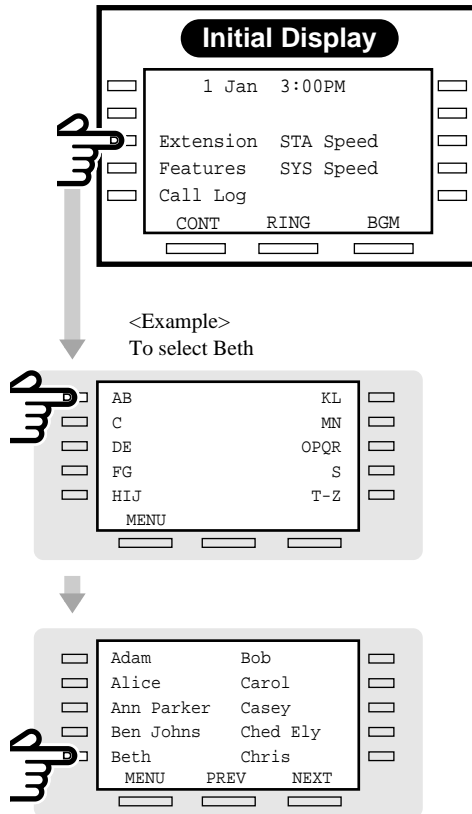 Initial Display
1 Jan 3:00PM
Extension STA Speed
Features SYS Speed
Call Log
CONT RING BGM
<Example>
To select Beth
AB KL
C MN
DE OPQR
FG S
HIJ T-Z
MENU
Adam Bob
Alice Carol
Ann Parker Casey
Ben Johns Ched Ely
Beth Chris
MENU PREV NEXT